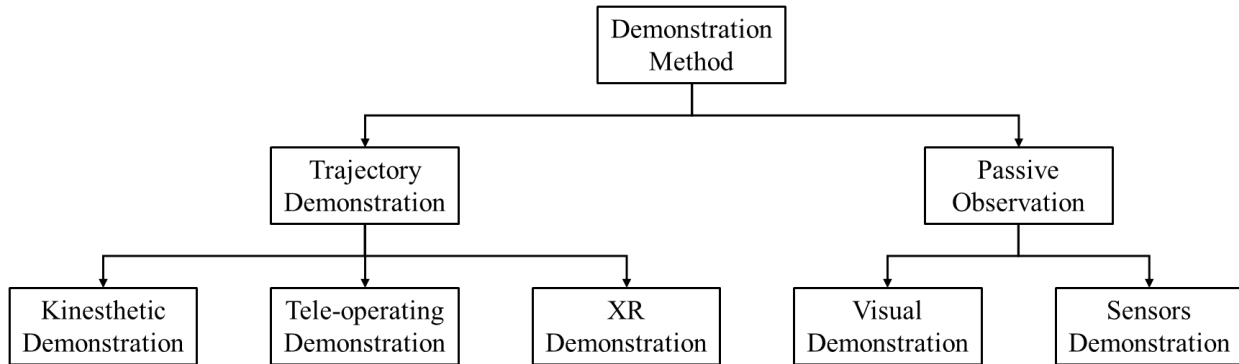 Demonstration
Method
Trajectory
Demonstration
Passive
Observation
Kinesthetic
Demonstration
Tele-operating
Demonstration
XR
Demonstration
Visual
Demonstration
Sensors
Demonstration